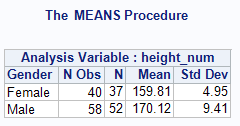 The MEANS Procedure
Analysis Variable : height_num
Gender N Obs N Mean Std Dev
Female 40 37 159.81 4.95
Male 58 52 170.12 9.41